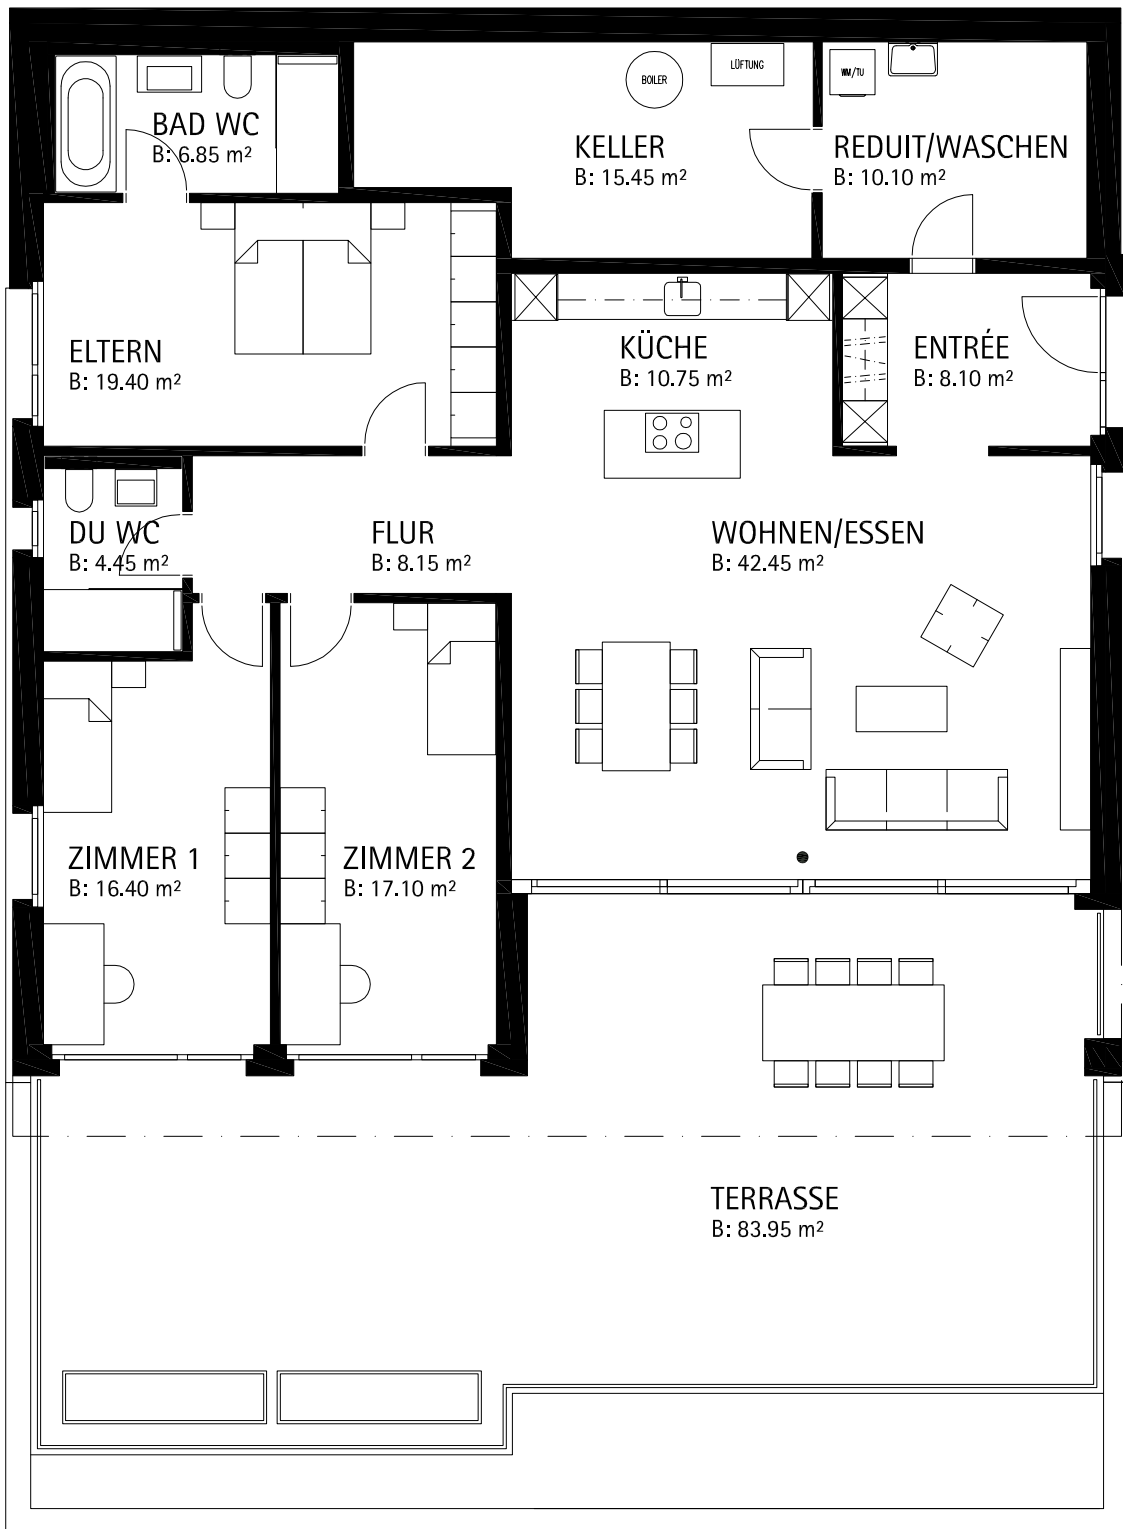 BOILER
LÜFTUNG
WM/TU
BAD WC
B: 6.85 m²
KELLER
B: 15.45 m²
REDUIT/WASCHEN
B: 10.10 m²
ELTERN
B: 19.40 m²
KÜCHE
B: 10.75 m²
ENTRÉE
B: 8.10 m²
DU WC
B: 4.45 m²
FLUR
B: 8.15 m²
WOHNEN/ESSEN
B: 42.45 m²
ZIMMER 1
B: 16.40 m²
ZIMMER 2
B: 17.10 m²
TERRASSE
B: 83.95 m²